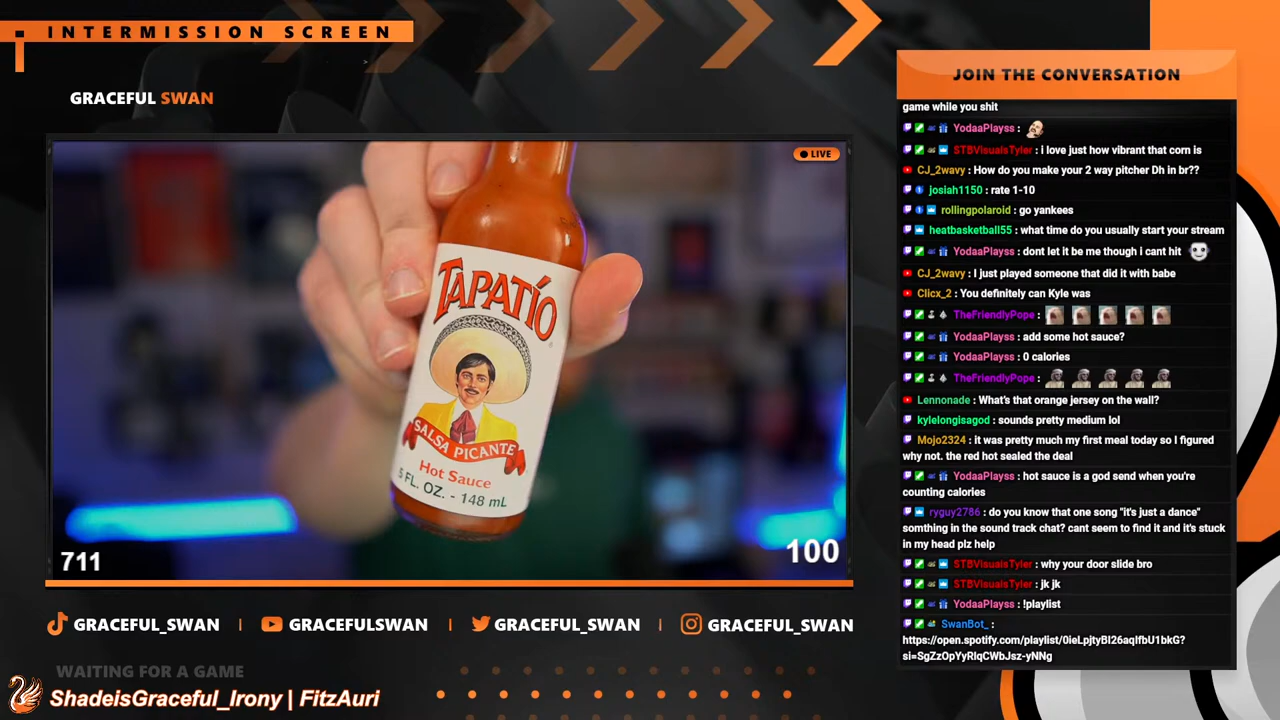 INTERMISSION SCREEN
GRACEFUL SWAN
LIVE
TAPATÍO
SALSA PICANTE
Hot Sauce
5 FL. OZ. - 148 mL
711
100
GRACEFUL_SWAN | GRACEFULSWAN | GRACEFUL_SWAN | GRACEFUL_SWAN
WAITING FOR A GAME
ShadeisGraceful_Irony | FitzAuri
JOIN THE CONVERSATION
game while you shit
YodaaPlayss :
STBVisualsTyler : i love just how vibrant that corn is
CJ_2wavy : How do you make your 2 way pitcher Dh in br??
josiah1150 : rate 1-10
rollingpolaroid : go yankees
heatbasketball55 : what time do you usually start your stream
YodaaPlayss : dont let it be me though i cant hit
CJ_2wavy : I just played someone that did it with babe
Clicx_2 : You definitely can Kyle was
TheFriendlyPope :
YodaaPlayss : add some hot sauce?
YodaaPlayss : 0 calories
TheFriendlyPope :
Lennonade : What's that orange jersey on the wall?
kylelongisagod : sounds pretty medium lol
Mojo2324 : it was pretty much my first meal today so I figured
why not. the red hot sealed the deal
YodaaPlayss : hot sauce is a god send when you're
counting calories
ryguy2786 : do you know that one song "it's just a dance"
somthing in the sound track chat? cant seem to find it and it's stuck
in my head plz help
STBVisualsTyler : why your door slide bro
STBVisualsTyler : jk jk
YodaaPlayss : !playlist
SwanBot_ :
https://open.spotify.com/playlist/0ieLpjtyBI26aqIfbU1bkG?
si=SgZzOpYyRlqCWbJsz-yNNg